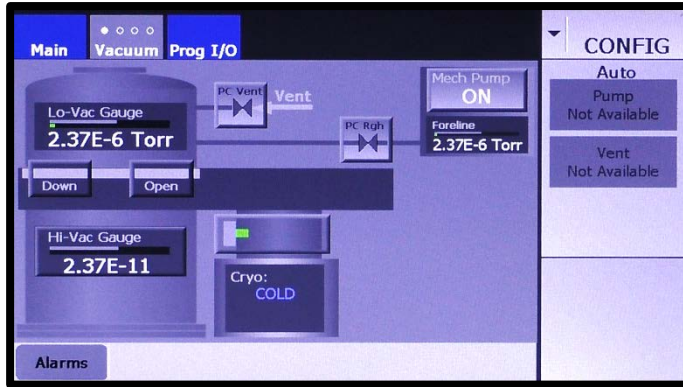 Main
Vacuum
Prog I/O
CONFIG
Auto
Pump
Not Available
Vent
Not Available
PC Vent
Vent
Mech Pump
ON
Lo-Vac Gauge
2.37E-6 Torr
PC Rgh
Foreline
2.37E-6 Torr
Down
Open
Hi-Vac Gauge
2.37E-11
Cryo:
COLD
Alarms